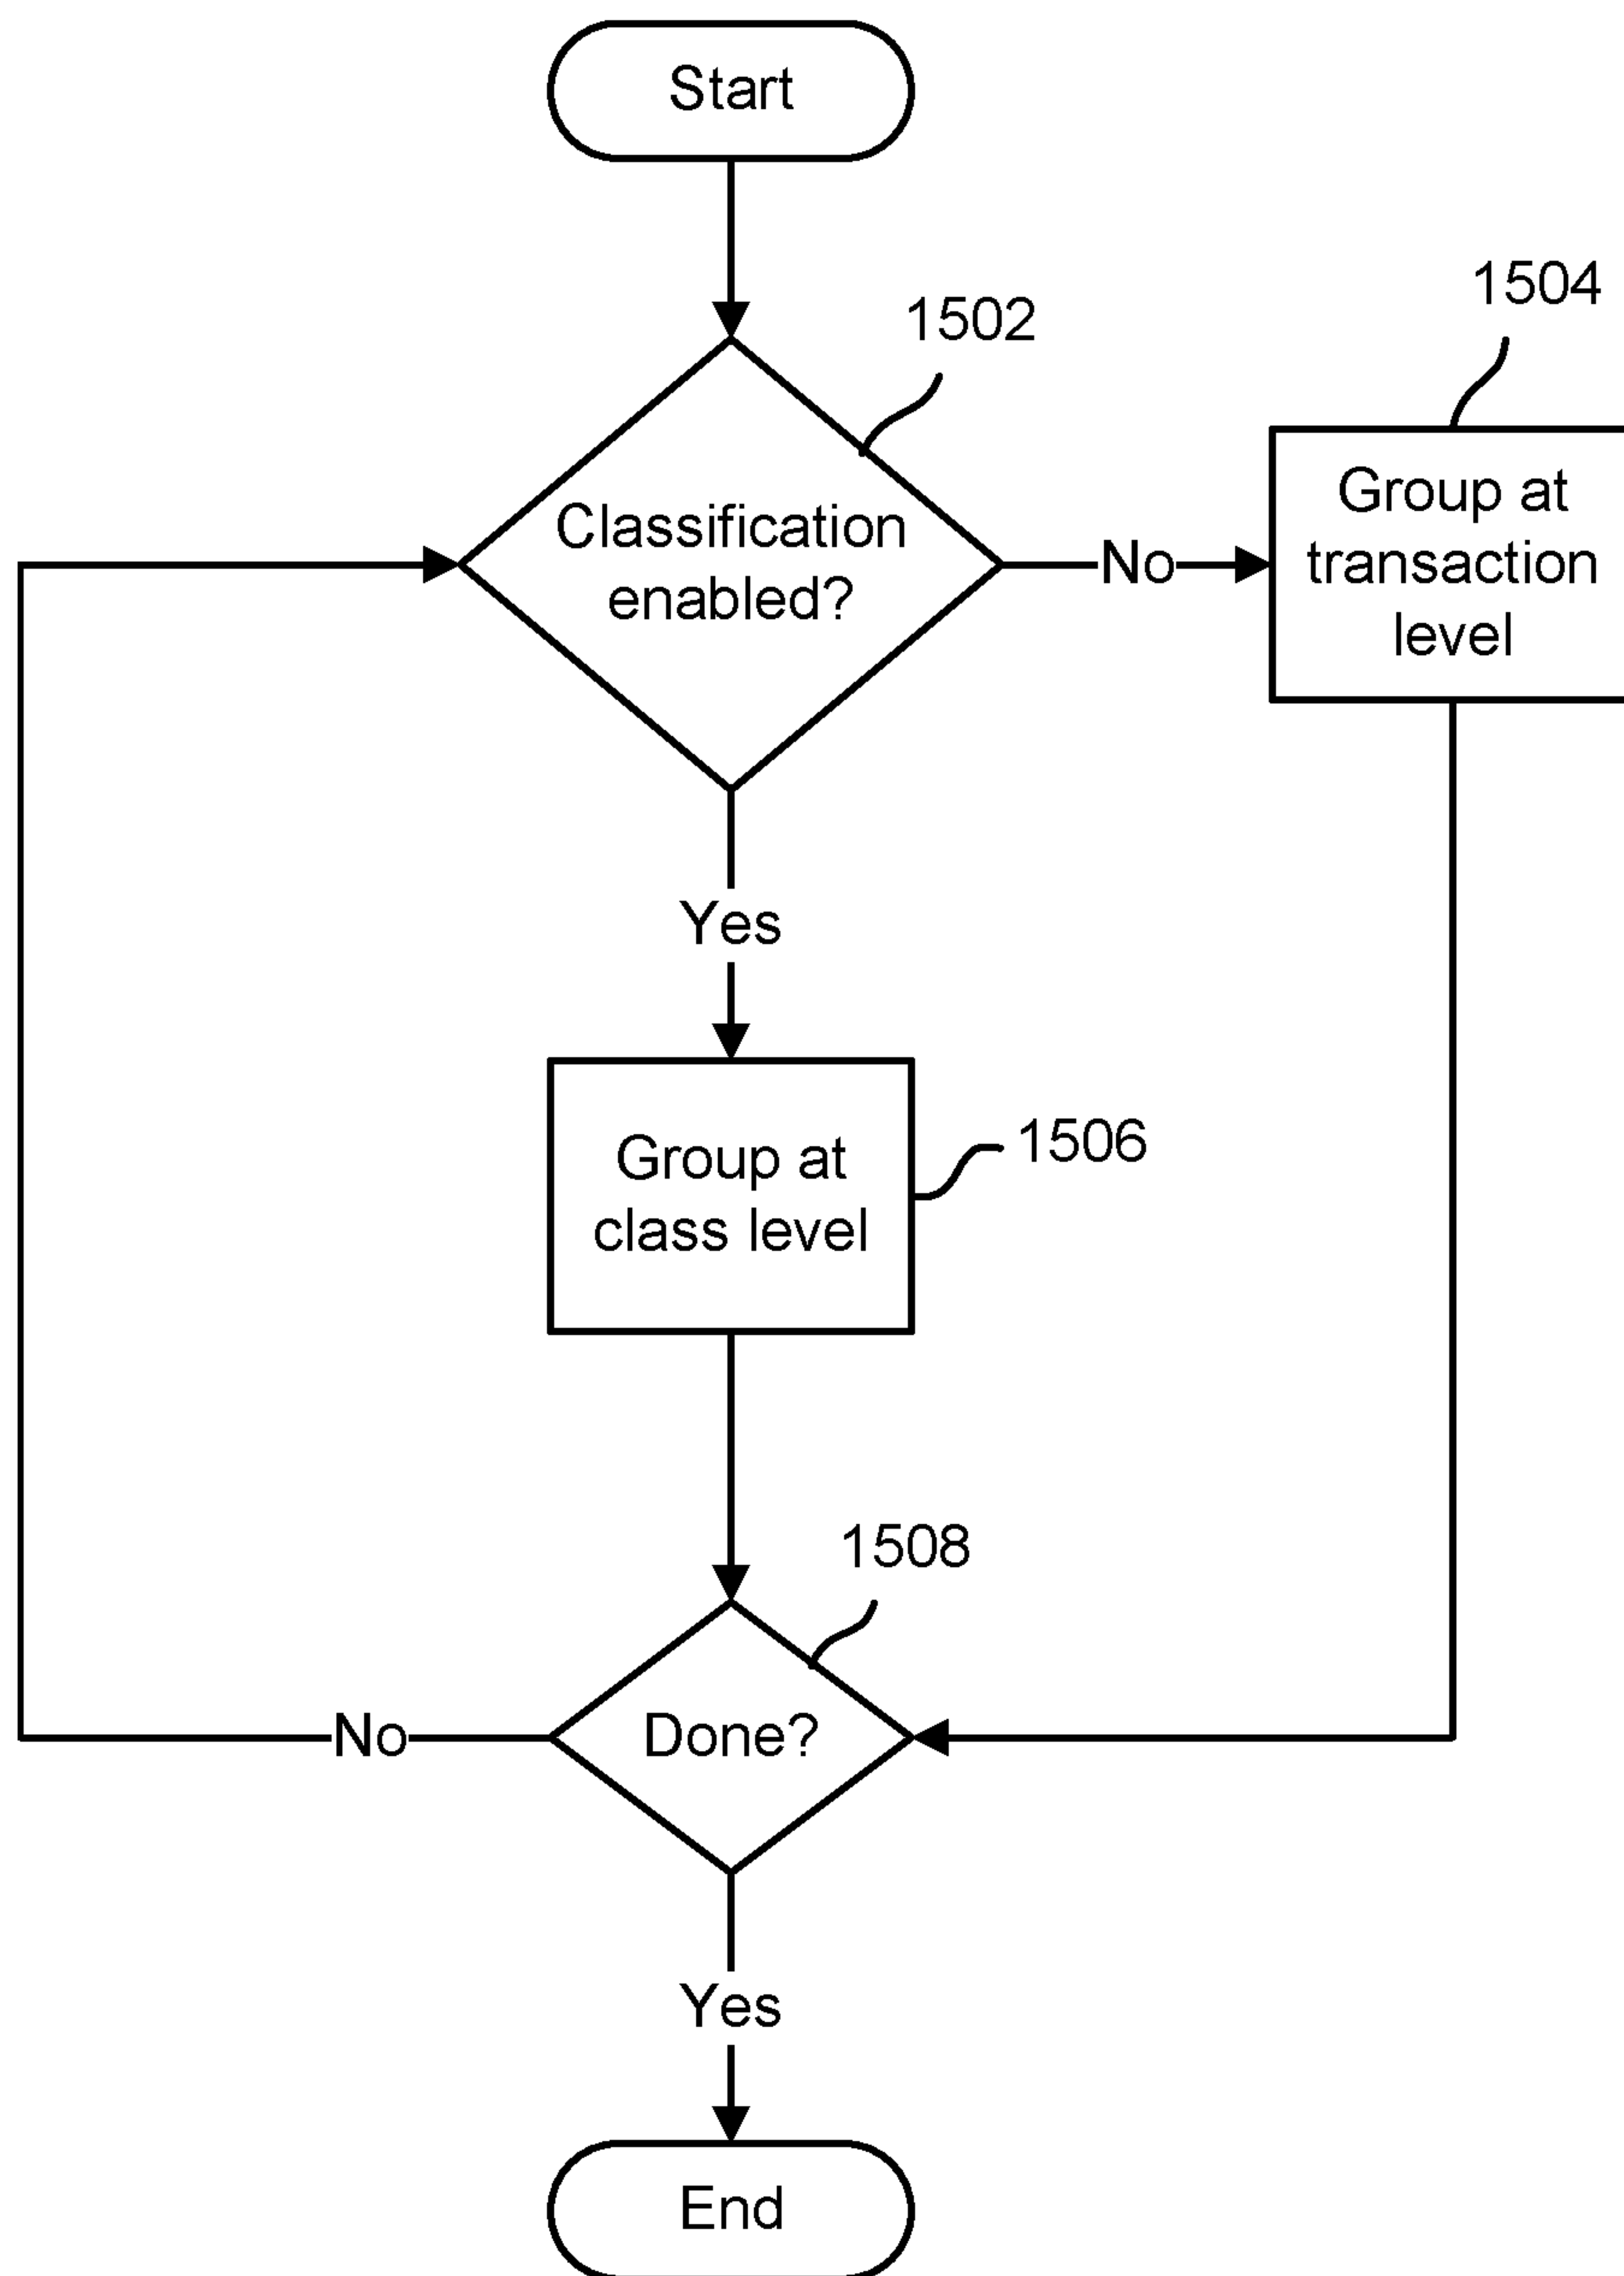 Start
1502
1504
Classification
enabled?
No
Group at
transaction
level
Yes
Group at
class level
1506
1508
Done?
No
Yes
End